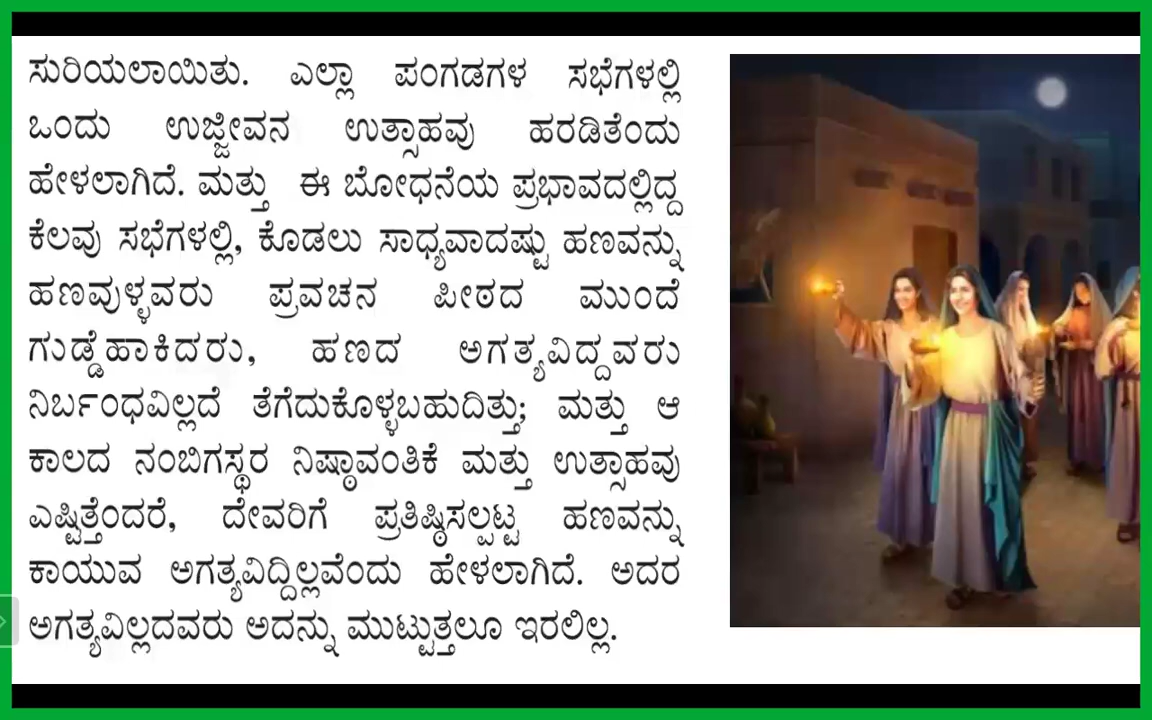 ಸುರಿಯಲಾಯಿತು. ಎಲ್ಲಾ ಪಂಗಡಗಳ ಸಭೆಗಳಲ್ಲಿ
ಒಂದು ಉಜ್ಜೀವನ ಉತ್ಸಾಹವು ಹರಡಿತೆಂದು
ಹೇಳಲಾಗಿದೆ. ಮತ್ತು ಈ ಬೋಧನೆಯ ಪ್ರಭಾವದಲ್ಲಿದ್ದ
ಕೆಲವು ಸಭೆಗಳಲ್ಲಿ, ಕೊಡಲು ಸಾಧ್ಯವಾದಷ್ಟು ಹಣವನ್ನು
ಹಣವುಳ್ಳವರು ಪ್ರವಚನ ಪೀಠದ ಮುಂದೆ
ಗುಡ್ಡೆಹಾಕಿದರು, ಹಣದ ಅಗತ್ಯವಿದ್ದವರು
ನಿರ್ಬಂಧವಿಲ್ಲದೆ ತೆಗೆದುಕೊಳ್ಳಬಹುದಿತ್ತು; ಮತ್ತು ಆ
ಕಾಲದ ನಂಬಿಗಸ್ಥರ ನಿಷ್ಠಾವಂತಿಕೆ ಮತ್ತು ಉತ್ಸಾಹವು
ಎಷ್ಟಿತ್ತೆಂದರೆ, ದೇವರಿಗೆ ಪ್ರತಿಷ್ಠಿಸಲ್ಪಟ್ಟ ಹಣವನ್ನು
ಕಾಯುವ ಅಗತ್ಯವಿದ್ದಿಲ್ಲವೆಂದು ಹೇಳಲಾಗಿದೆ. ಅದರ
ಅಗತ್ಯವಿಲ್ಲದವರು ಅದನ್ನು ಮುಟ್ಟುತ್ತಲೂ ಇರಲಿಲ್ಲ.